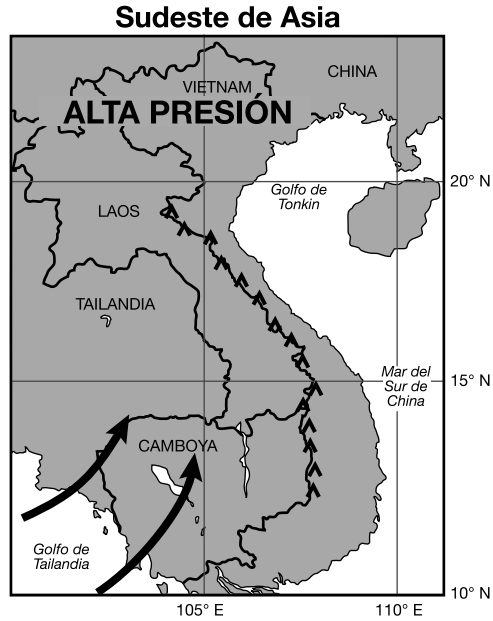 Sudeste de Asia
CHINA
VIETNAM
ALTA PRESIÓN
20° N
Golfo de
Tonkin
LAOS
TAILANDIA
Mar del
Sur de
China
15° N
CAMBOYA
Golfo de
Tailandia
10° N
105° E
110° E